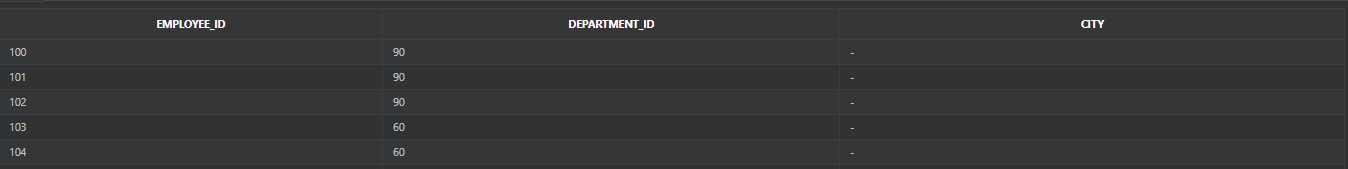 EMPLOYEE_ID DEPARTMENT_ID CITY
100 90 -
101 90 -
102 90 -
103 60 -
104 60 -